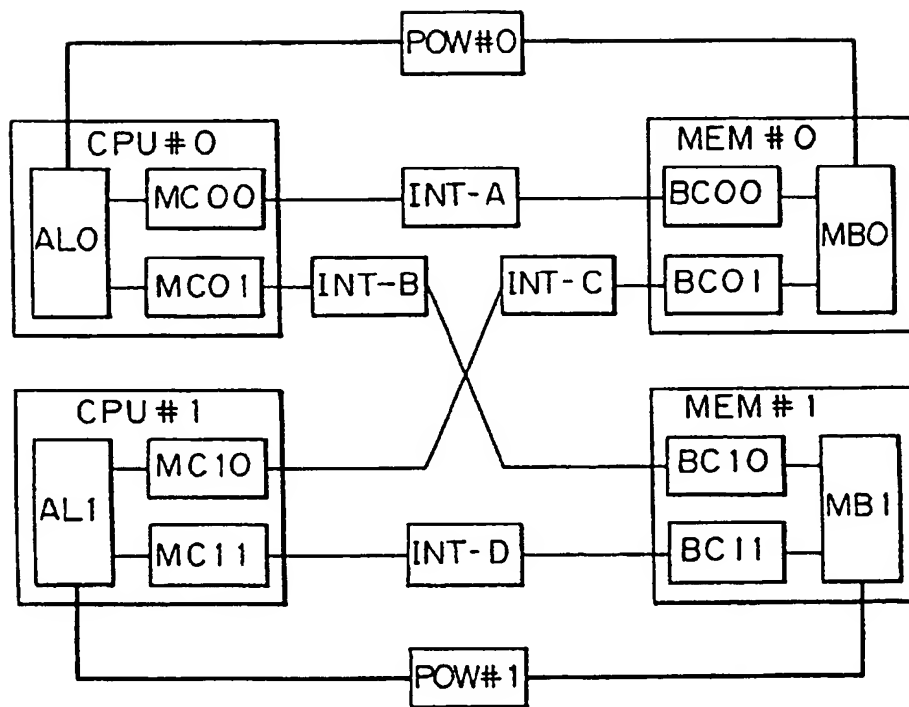 POW#0
CPU#0
MEM#0
AL0
MC00
INT-A
BC00
MB0
MC01
INT-B
INT-C
BC01
CPU#1
MEM#1
AL1
MC10
BC10
MB1
MC11
INT-D
BC11
POW#1